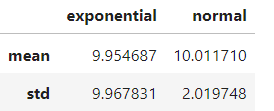 exponential normal
mean 9.954687 10.011710
std 9.967831 2.019748